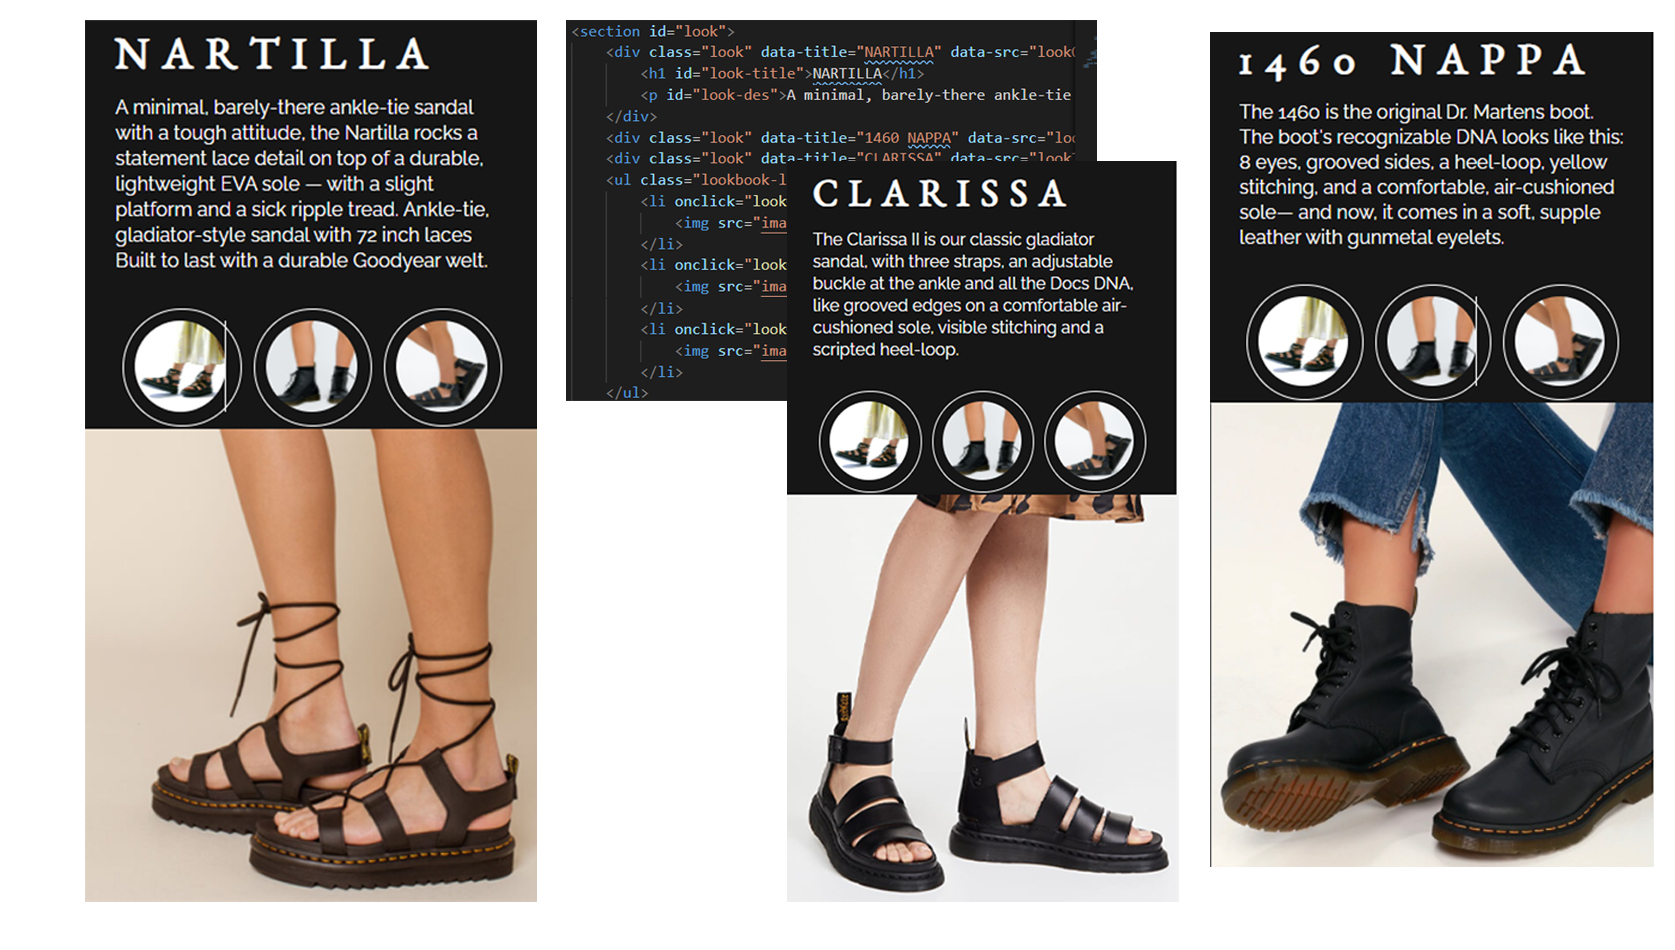 NARTILLA
A minimal, barely-there ankle-tie sandal
with a tough attitude, the Nartilla rocks a
statement lace detail on top of a durable,
lightweight EVA sole — with a slight
platform and a sick ripple tread. Ankle-tie,
gladiator-style sandal with 72 inch laces
Built to last with a durable Goodyear welt.
<section id="look">
<div class="look" data-title="NARTILLA" data-src="look
<h1 id="look-title">NARTILLA</h1>
<p id="look-des">A minimal, barely-there ankle-tie
</div>
<div class="look" data-title="1460 NAPPA" data-src="loo
<div class="look" data-title="CLARISSA" data-src="look
<ul class="lookbook-l
<li onclick="look
<img src="ima
</li>
<li onclick="look
<img src="ima
</li>
<li onclick="look
<img src="ima
</li>
</ul>
CLARISSA
The Clarissa II is our classic gladiator
sandal, with three straps, an adjustable
buckle at the ankle and all the Docs DNA,
like grooved edges on a comfortable air-
cushioned sole, visible stitching and a
scripted heel-loop.
1460 NAPPA
The 1460 is the original Dr. Martens boot.
The boot's recognizable DNA looks like this:
8 eyes, grooved sides, a heel-loop, yellow
stitching, and a comfortable, air-cushioned
sole— and now, it comes in a soft, supple
leather with gunmetal eyelets.